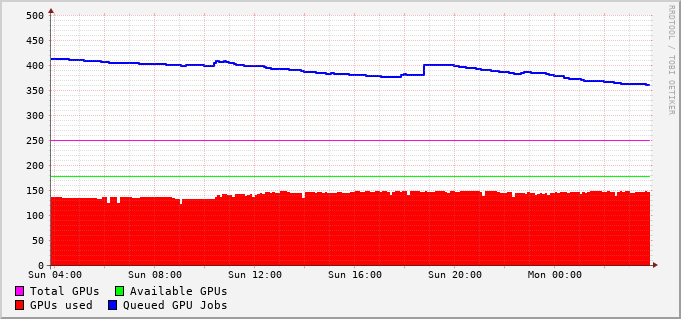 500
450
400
350
300
250
200
150
100
50
0
Sun 04:00 Sun 08:00 Sun 12:00 Sun 16:00 Sun 20:00 Mon 00:00
Total GPUs Available GPUs
GPUs used Queued GPU Jobs
RRDTOOL / TOBI OETIKER